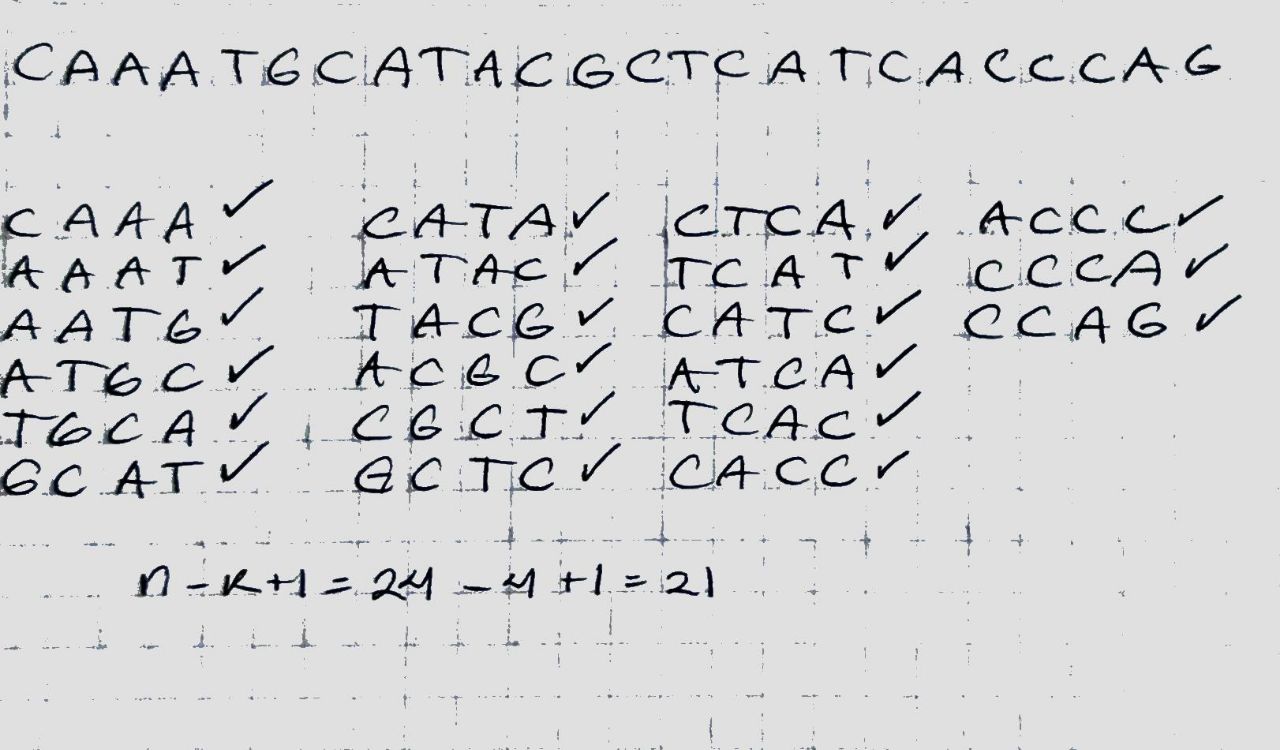 CAAATGCATACGCTCATCACCCAG
CAAA ✓ CATA ✓ CTCA ✓ ACCC ✓
AAAT ✓ ATAC ✓ TCAT ✓ CCCA ✓
AATG ✓ TACG ✓ CATC ✓ CCAG ✓
ATGC ✓ ACGC ✓ ATCA ✓
TGCA ✓ CGCT ✓ TCAC ✓
GCAT ✓ GCTC ✓ CACC ✓
n - k + 1 = 24 - 4 + 1 = 21